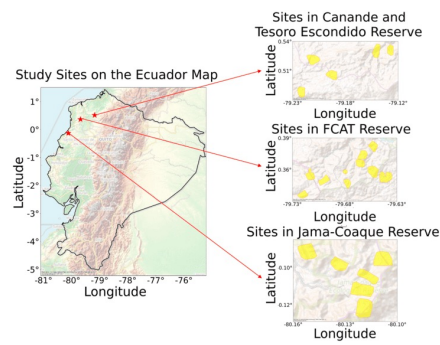 Sites in Canande and
Tesoro Escondido Reserve
0.54°
0.51°
Latitude
-79.23°
-79.18°
-79.12°
Longitude
Study Sites on the Ecuador Map
1°
0°
-1°
-2°
-3°
-4°
-5°
Latitude
-81°
-80°
-79°
-78°
-77°
-76°
Longitude
Sites in FCAT Reserve
0.39°
0.36°
Latitude
-79.73°
-79.68°
-79.63°
Longitude
Sites in Jama-Coaque Reserve
0.10°
0.12°
Latitude
-80.16°
-80.13°
-80.10°
Longitude